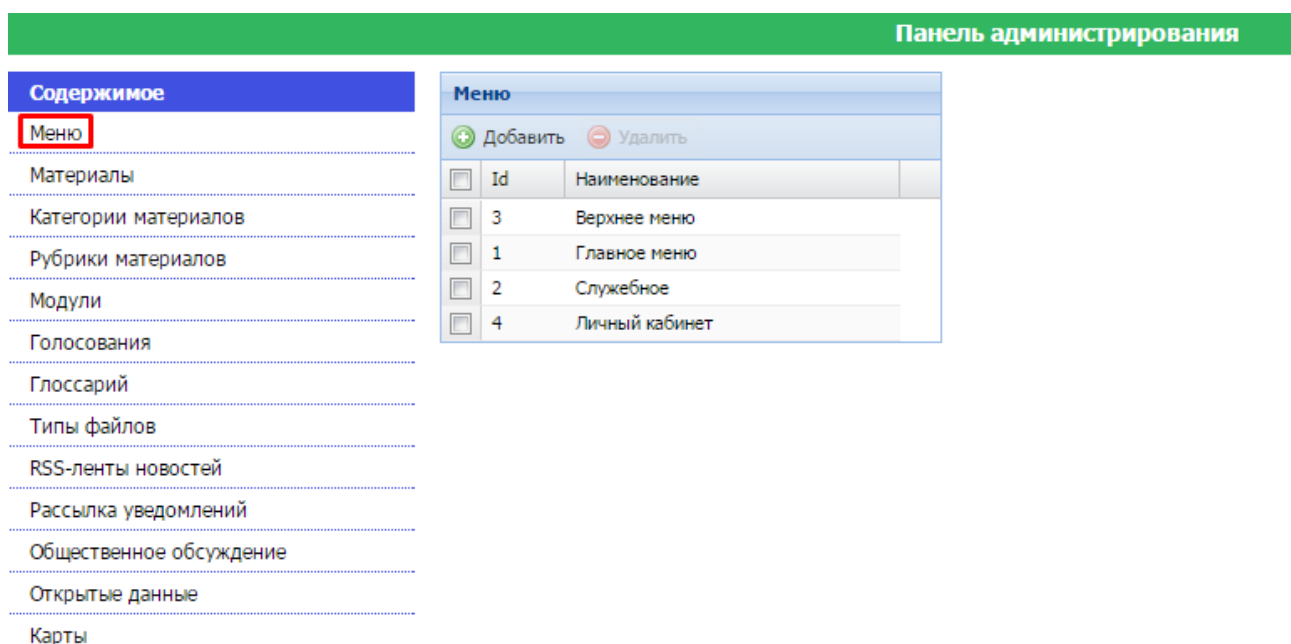 Панель администрирования
Содержимое
Меню
Материалы
Категории материалов
Рубрики материалов
Модули
Голосования
Глоссарий
Типы файлов
RSS-ленты новостей
Рассылка уведомлений
Общественное обсуждение
Открытые данные
Карты
Меню
Добавить Удалить
Id Наименование
3 Верхнее меню
1 Главное меню
2 Служебное
4 Личный кабинет